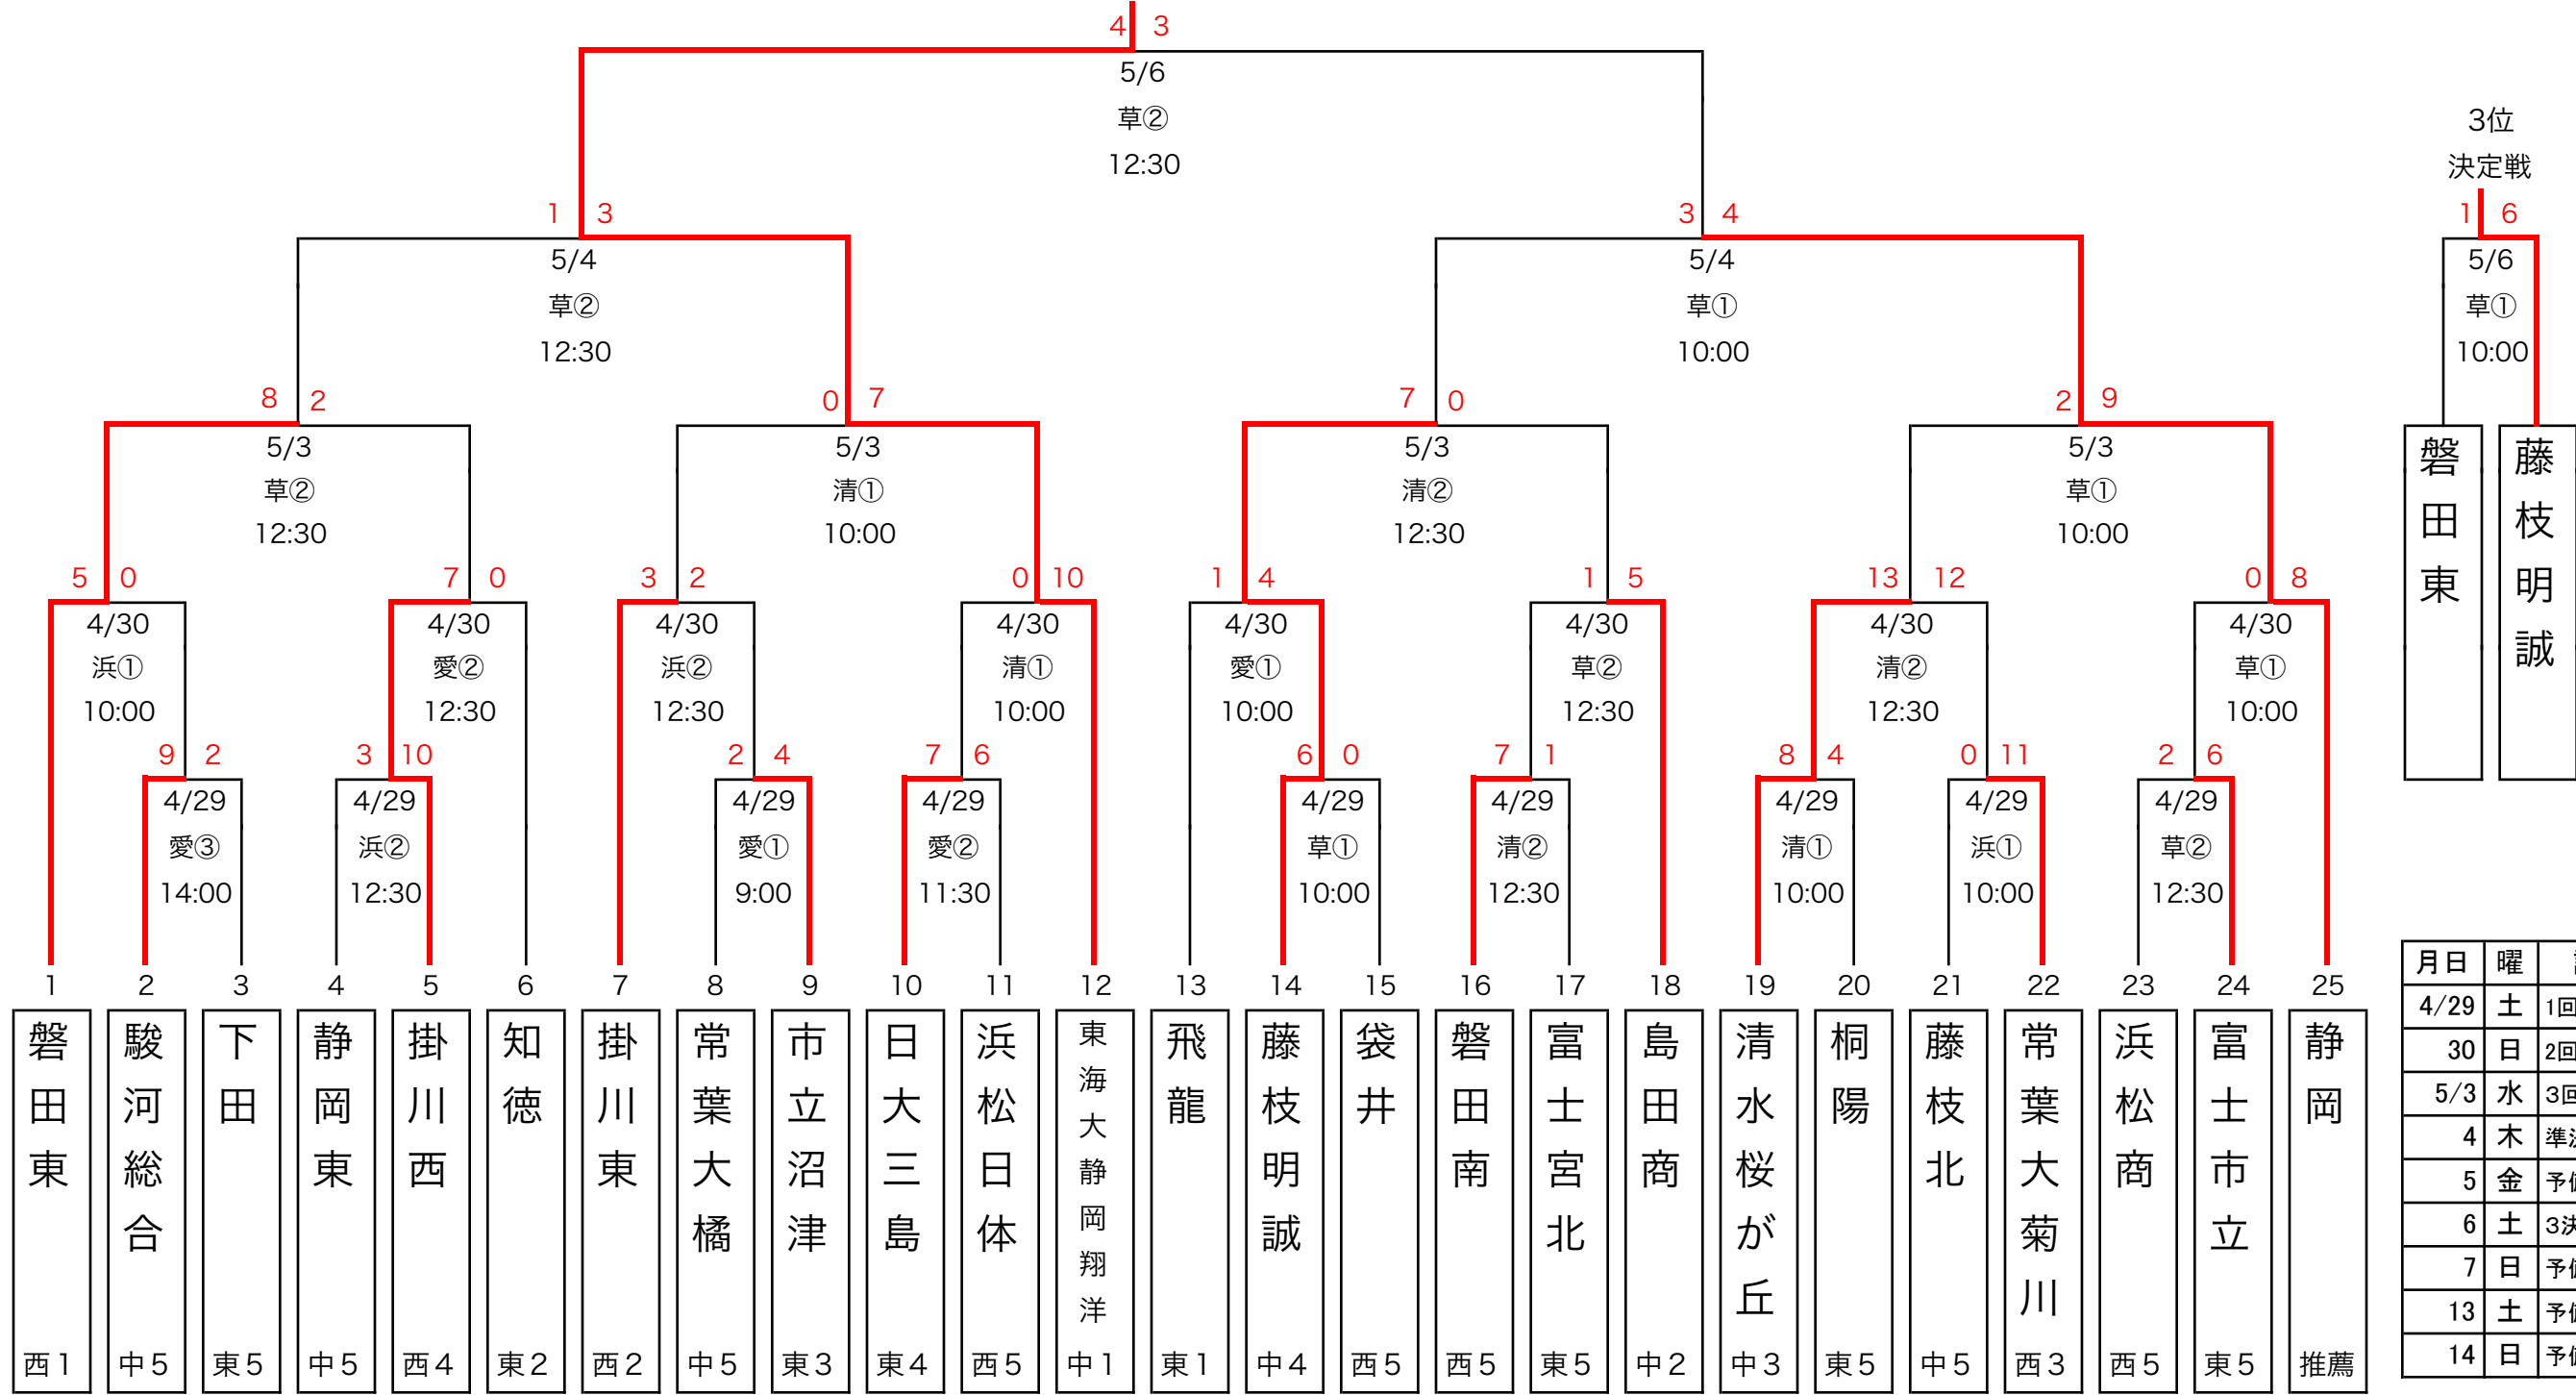 4 3
5/6
草②
12:30
3位
決定戦
1 3
3 4
1 6
5/4
草②
12:30
5/4
草①
10:00
5/6
草①
10:00
8 2
0 7
7 0
2 9
5/3
草②
12:30
5/3
清①
10:00
5/3
清②
12:30
5/3
草①
10:00
磐田東
藤枝明誠
5 0
7 0
3 2
0 10
1 4
1 5
13 12
0 8
4/30
浜①
10:00
4/30
愛②
12:30
4/30
浜②
12:30
4/30
清①
10:00
4/30
愛①
10:00
4/30
草②
12:30
4/30
清②
12:30
4/30
草①
10:00
9 2
3 10
2 4
7 6
6 0
7 1
8 4
0 11
2 6
4/29
愛③
14:00
4/29
浜②
12:30
4/29
愛①
9:00
4/29
愛②
11:30
4/29
草①
10:00
4/29
清②
12:30
4/29
清①
10:00
4/29
浜①
10:00
4/29
草②
12:30
1 2 3 4 5 6 7 8 9 10 11 12 13 14 15 16 17 18 19 20 21 22 23 24 25
磐田東
西1
駿河総合
中5
下田
東5
静岡東
中5
掛川西
西4
知徳
東2
掛川東
西2
常葉大橘
中5
市立沼津
東3
日大三島
東4
浜松日体
西5
東海大静岡翔洋
中1
飛龍
東1
藤枝明誠
中4
袋井
西5
磐田南
西5
富士宮北
東5
島田商
中2
清水桜が丘
中3
桐陽
東5
藤枝北
中5
常葉大菊川
西3
浜松商
西5
富士市立
東5
静岡
推薦
月日 曜
4/29 土 1回
30 日 2回
5/3 水 3回
4 木 準
5 金 予
6 土 3決
7 日 予
13 土 予
14 日 予